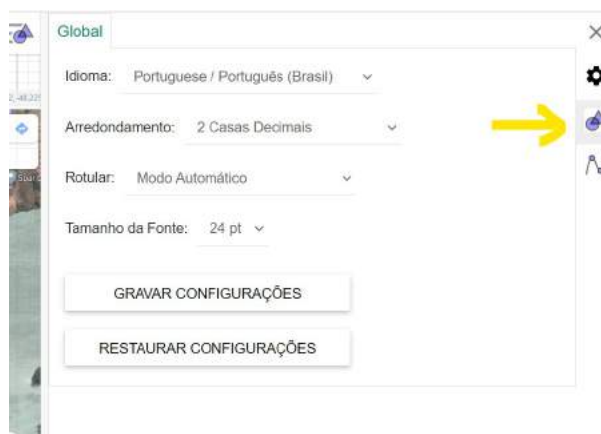 Global
Idioma: Portuguese / Português (Brasil)
Arredondamento: 2 Casas Decimais
Rotular: Modo Automático
Tamanho da Fonte: 24 pt
GRAVAR CONFIGURAÇÕES
RESTAURAR CONFIGURAÇÕES